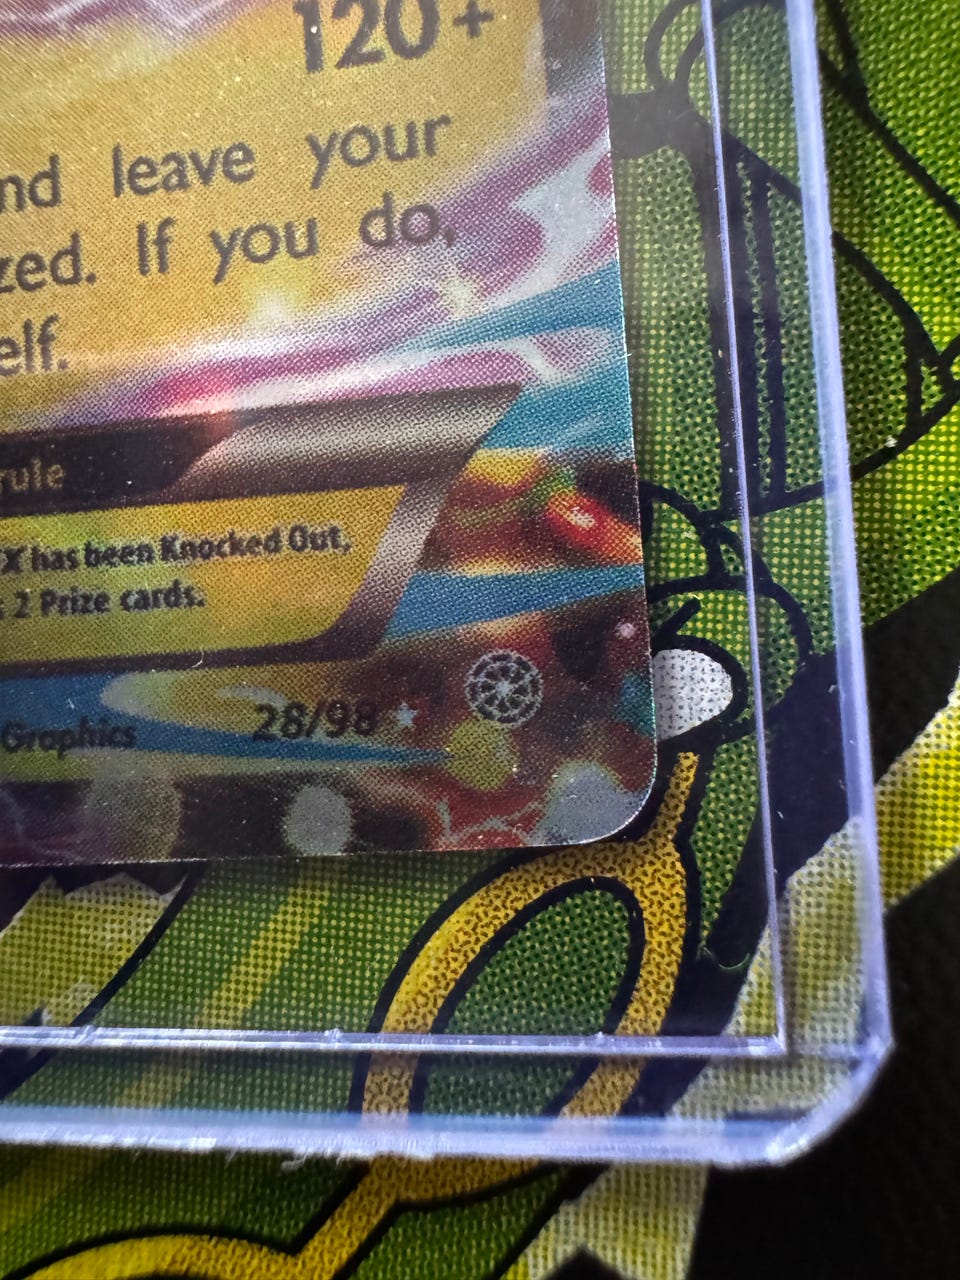 120+
nd leave your
zed. If you do,
elf.
rule
X has been Knocked Out,
s 2 Prize cards.
Graphics 28/98 ★